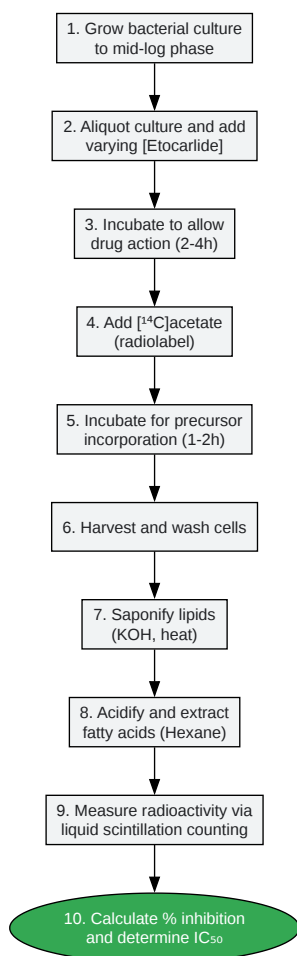 1. Grow bacterial culture
to mid-log phase
2. Aliquot culture and add
varying [Etocarlide]
3. Incubate to allow
drug action (2-4h)
4. Add [¹⁴C]acetate
(radiolabel)
5. Incubate for precursor
incorporation (1-2h)
6. Harvest and wash cells
7. Saponify lipids
(KOH, heat)
8. Acidify and extract
fatty acids (Hexane)
9. Measure radioactivity via
liquid scintillation counting
10. Calculate % inhibition
and determine IC₅₀